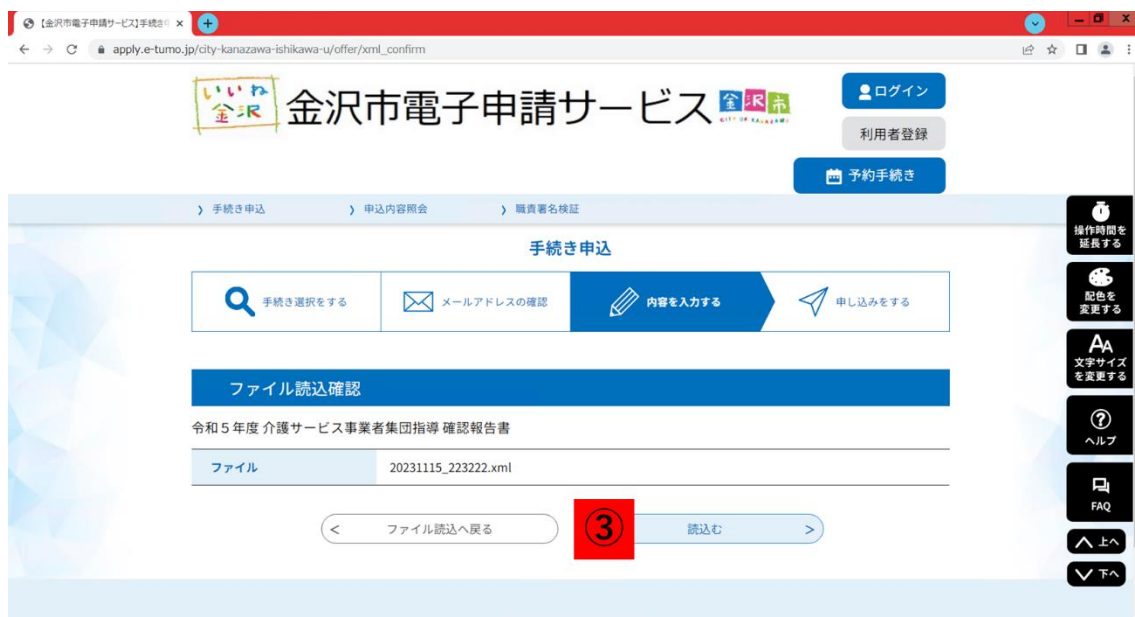 【金沢市電子申請サービス】手続き
apply.e-tumo.jp/city-kanazawa-ishikawa-u/offer/xml_confirm
いいね金沢
金沢市電子申請サービス
金沢市
ログイン
利用者登録
予約手続き
手続き申込
申込内容照会
職責署名検証
手続き申込
手続き選択をする
メールアドレスの確認
内容を入力する
申し込みをする
ファイル読込確認
令和5年度 介護サービス事業者集団指導 確認報告書
ファイル 20231115_223222.xml
< ファイル読込へ戻る
③
読込む >
操作時間を
延長する
配色を
変更する
AA
文字サイズ
を変更する
?
ヘルプ
FAQ
上へ
下へ